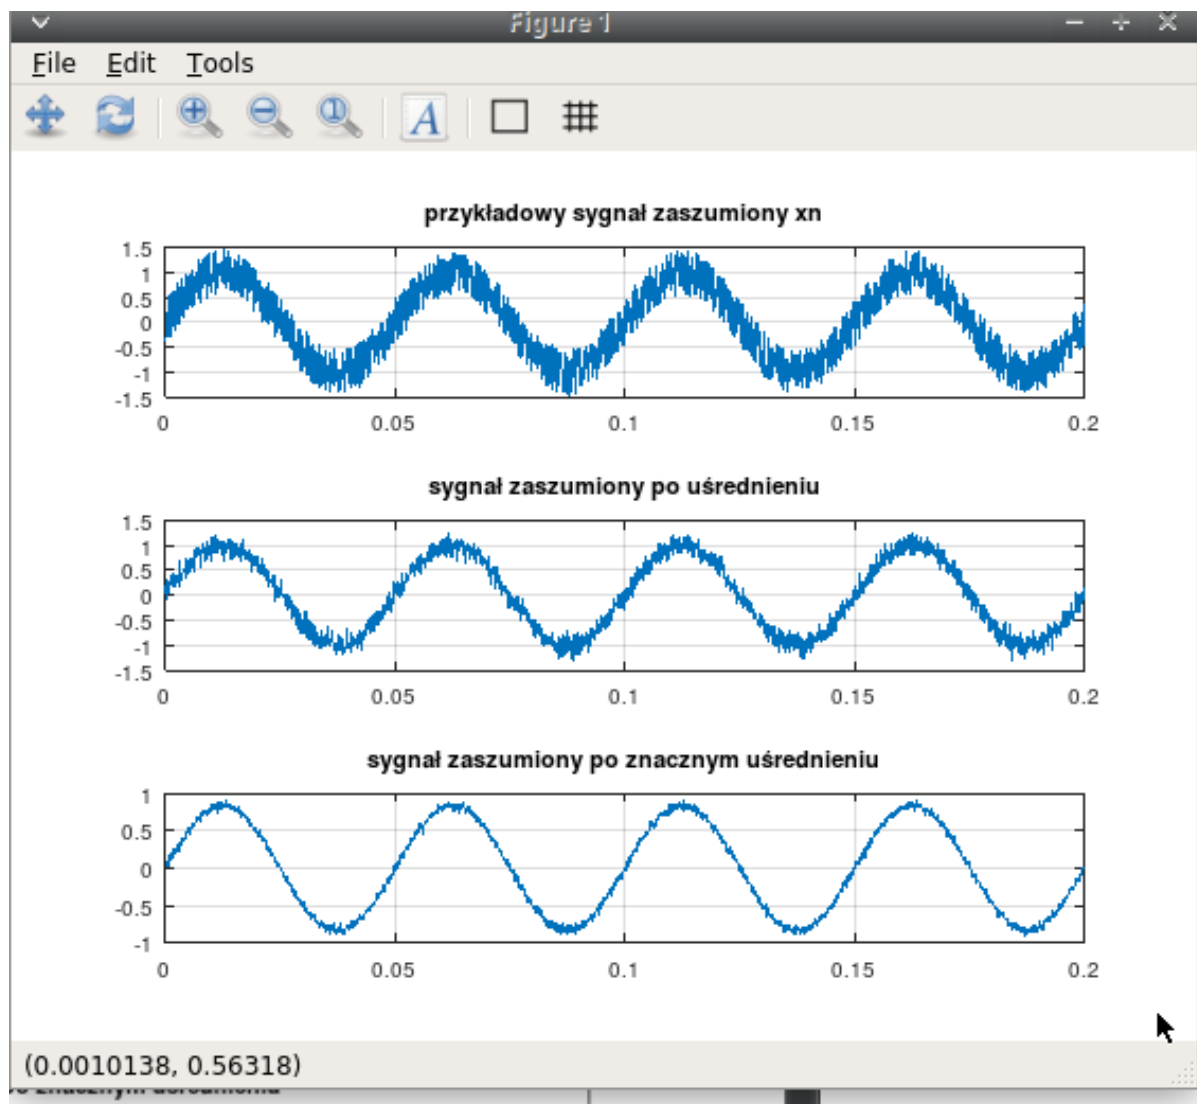 Figure 1
File Edit Tools
A
przykładowy sygnał zaszumiony xn
1.5
1
0.5
0
-0.5
-1
-1.5
0 0.05 0.1 0.15 0.2
sygnał zaszumiony po uśrednieniu
1.5
1
0.5
0
-0.5
-1
-1.5
0 0.05 0.1 0.15 0.2
sygnał zaszumiony po znacznym uśrednieniu
1
0.5
0
-0.5
-1
0 0.05 0.1 0.15 0.2
(0.0010138, 0.56318)